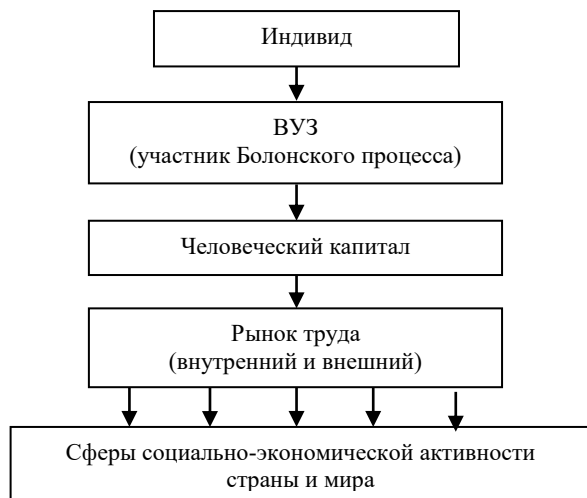 Индивид
ВУЗ
(участник Болонского процесса)
Человеческий капитал
Рынок труда
(внутренний и внешний)
Сферы социально-экономической активности
страны и мира